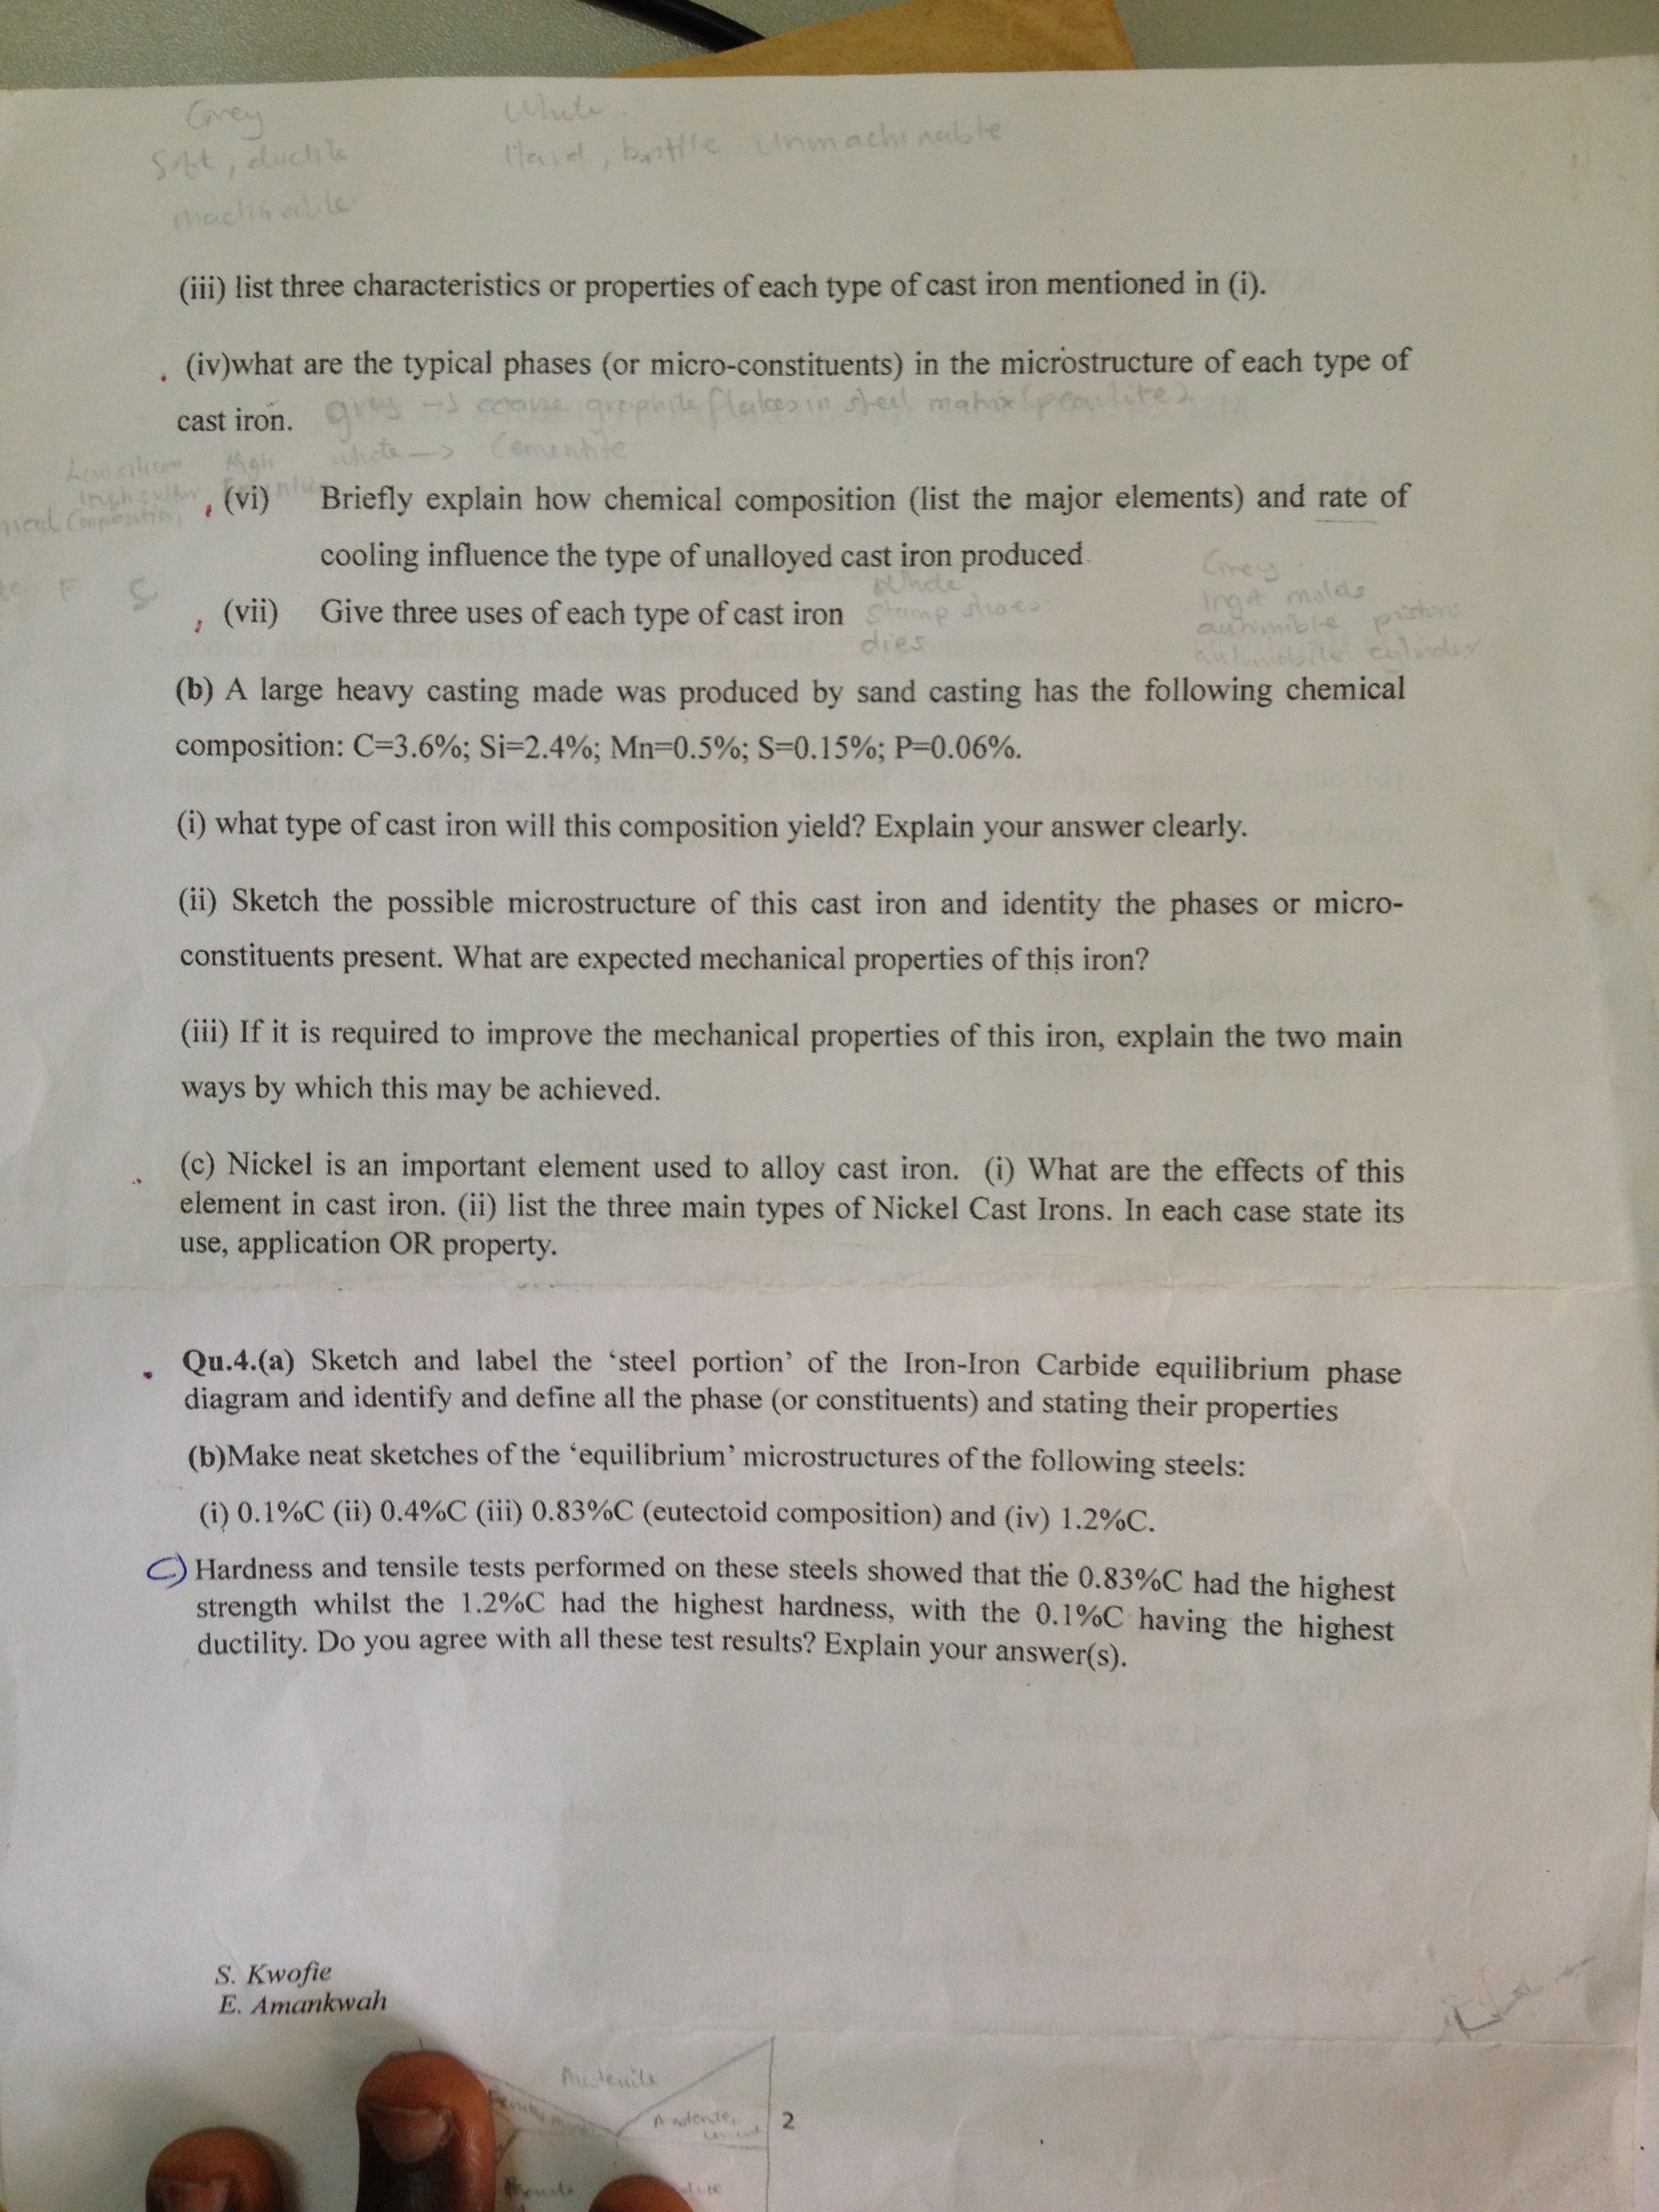 Grey
White
Soft, ductile
Hard, brittle unmachinable
machinable
(iii) list three characteristics or properties of each type of cast iron mentioned in (i).
(iv)what are the typical phases (or micro-constituents) in the microstructure of each type of
cast iron.
grey → coarse graphite flakes in steel matrix (pearlite)
white → Cementite
Low silicon High
(vi) Briefly explain how chemical composition (list the major elements) and rate of
cooling influence the type of unalloyed cast iron produced
(vii) Give three uses of each type of cast iron
White
stamp shoes
dies
Grey
Ingot molds
pistons
cylinder
(b) A large heavy casting made was produced by sand casting has the following chemical
composition: C=3.6%; Si=2.4%; Mn=0.5%; S=0.15%; P=0.06%.
(i) what type of cast iron will this composition yield? Explain your answer clearly.
(ii) Sketch the possible microstructure of this cast iron and identity the phases or micro-
constituents present. What are expected mechanical properties of this iron?
(iii) If it is required to improve the mechanical properties of this iron, explain the two main
ways by which this may be achieved.
(c) Nickel is an important element used to alloy cast iron. (i) What are the effects of this
element in cast iron. (ii) list the three main types of Nickel Cast Irons. In each case state its
use, application OR property.
Qu.4.(a) Sketch and label the ‘steel portion’ of the Iron-Iron Carbide equilibrium phase
diagram and identify and define all the phase (or constituents) and stating their properties
(b)Make neat sketches of the ‘equilibrium’ microstructures of the following steels:
(i) 0.1%C (ii) 0.4%C (iii) 0.83%C (eutectoid composition) and (iv) 1.2%C.
C) Hardness and tensile tests performed on these steels showed that the 0.83%C had the highest
strength whilst the 1.2%C had the highest hardness, with the 0.1%C having the highest
ductility. Do you agree with all these test results? Explain your answer(s).
S. Kwofie
E. Amankwah
Austenite
2